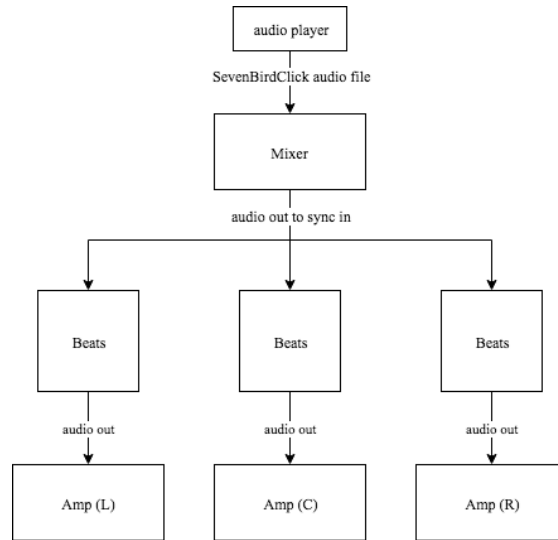 audio player
SevenBirdClick audio file
Mixer
audio out to sync in
Beats
Beats
Beats
audio out
audio out
audio out
Amp (L)
Amp (C)
Amp (R)